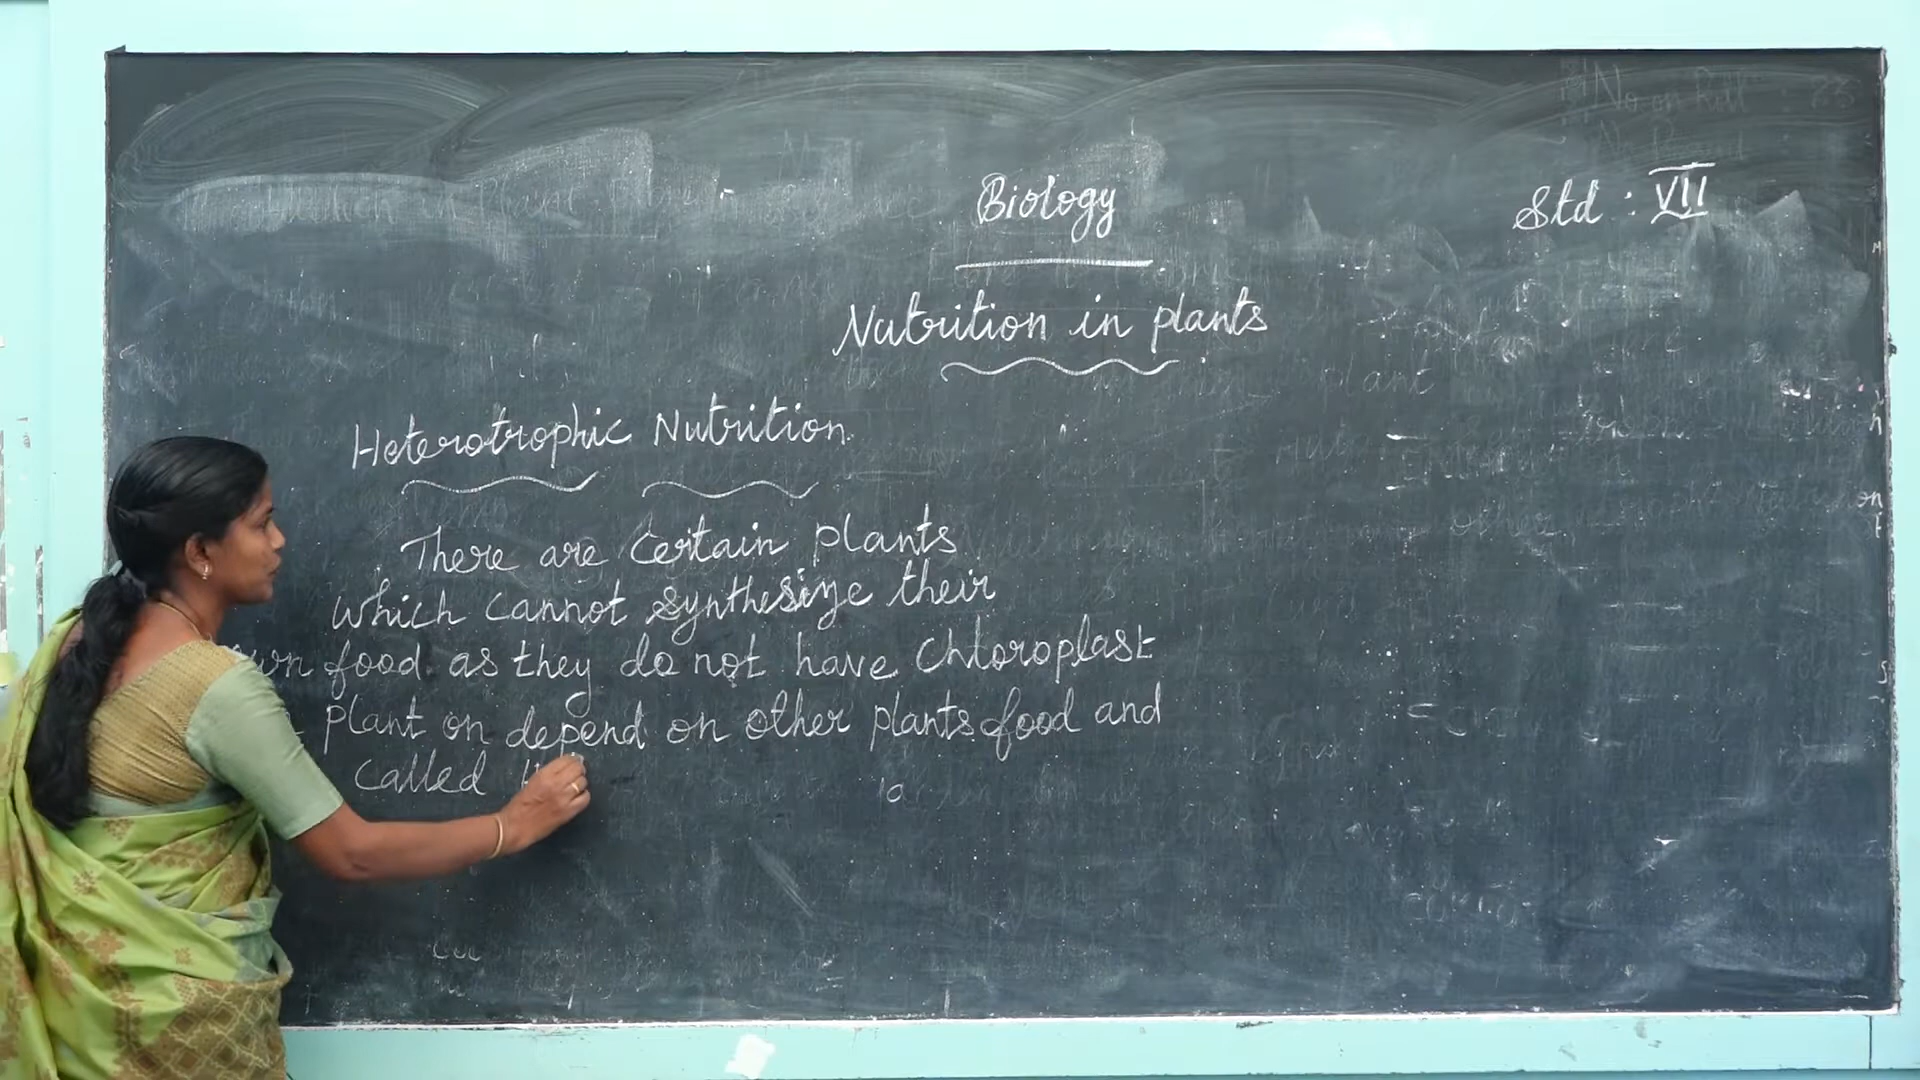 Biology
Std : VII
Nutrition in plants
Heterotrophic Nutrition
There are Certain plants
which cannot synthesize their
own food as they do not have Chloroplast
plant on depend on other plants food and
called